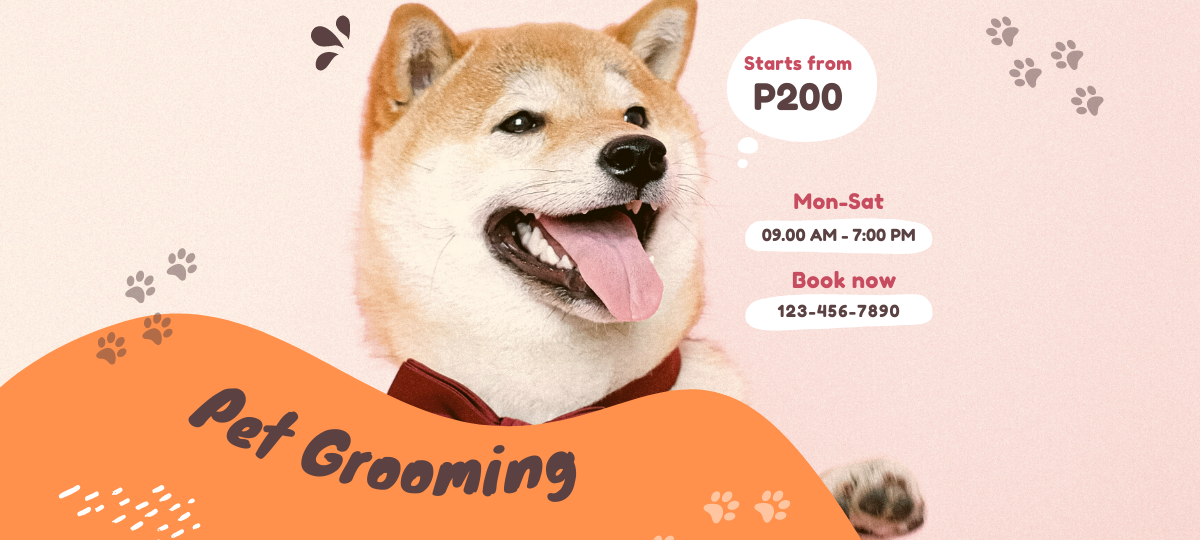 Starts from
P200
Mon-Sat
09.00 AM - 7:00 PM
Book now
123-456-7890
Pet Grooming